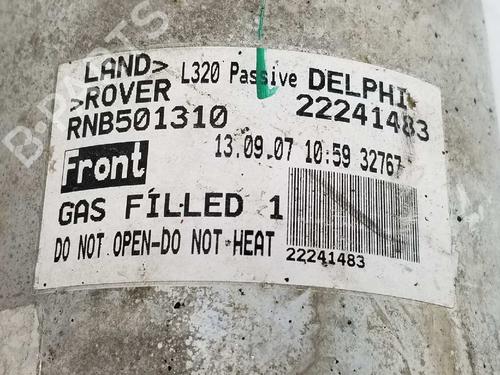 LAND> L320 Passive DELPHI
>ROVER 22241483
RNB501310
Front 13.09.07 10:59 32767
GAS FILLED 1
DO NOT OPEN-DO NOT HEAT
22241483
B-PARTS